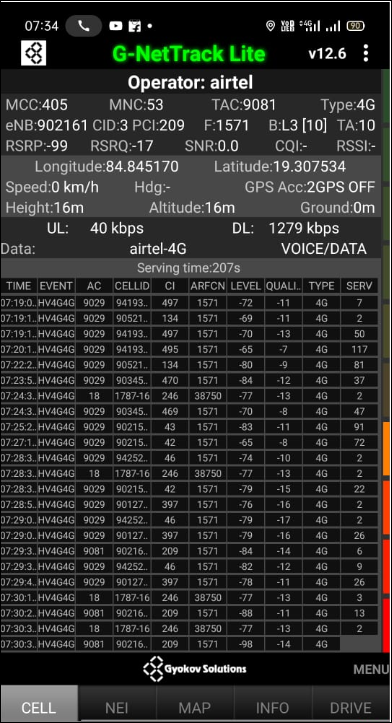 07:34 90
G-NetTrack Lite v12.6
Operator: airtel
MCC:405 MNC:53 TAC:9081 Type:4G
eNB:902161 CID:3 PCI:209 F:1571 B:L3 [10] TA:10
RSRP:-99 RSRQ:-17 SNR:0.0 CQI:- RSSI:-
Longitude:84.845170 Latitude:19.307534
Speed:0 km/h Hdg:- GPS Acc:2GPS OFF
Height:16m Altitude:16m Ground:0m
UL: 40 kbps DL: 1279 kbps
Data: airtel-4G VOICE/DATA
Serving time:207s
TIME EVENT AC CELLID CI ARFCN LEVEL QUALI.. TYPE SERV
07:19:0.. HV4G4G 9029 94193.. 497 1571 -72 -11 4G 7
07:19:1.. HV4G4G 9029 90521.. 134 1571 -69 -11 4G 2
07:19:1.. HV4G4G 9029 94193.. 497 1571 -70 -13 4G 50
07:20:1.. HV4G4G 9029 94193.. 495 1571 -65 -7 4G 117
07:22:2.. HV4G4G 9029 90521.. 134 1571 -80 -9 4G 81
07:23:5.. HV4G4G 9029 90345.. 470 1571 -84 -12 4G 37
07:24:3.. HV4G4G 18 1787-16 246 38750 -77 -13 4G 2
07:24:3.. HV4G4G 9029 90345.. 469 1571 -70 -8 4G 47
07:25:2.. HV4G4G 9029 90215.. 43 1571 -83 -11 4G 91
07:27:1.. HV4G4G 9029 90215.. 42 1571 -65 -8 4G 72
07:28:3.. HV4G4G 9029 94252.. 46 1571 -74 -10 4G 2
07:28:3.. HV4G4G 18 1787-16 246 38750 -77 -13 4G 2
07:28:3.. HV4G4G 9029 90215.. 42 1571 -79 -15 4G 22
07:28:5.. HV4G4G 9029 90127.. 397 1571 -76 -16 4G 2
07:29:0.. HV4G4G 9029 94252.. 46 1571 -79 -17 4G 2
07:29:0.. HV4G4G 9029 90127.. 397 1571 -79 -16 4G 26
07:29:3.. HV4G4G 9081 90216.. 209 1571 -84 -14 4G 6
07:29:3.. HV4G4G 9029 94252.. 46 1571 -82 -12 4G 9
07:29:4.. HV4G4G 9029 90127.. 397 1571 -78 -11 4G 26
07:30:1.. HV4G4G 18 1787-16 246 38750 -77 -13 4G 3
07:30:2.. HV4G4G 9081 90216.. 209 1571 -88 -11 4G 13
07:30:3.. HV4G4G 18 1787-16 246 38750 -77 -13 4G 2
07:30:3.. HV4G4G 9081 90216.. 209 1571 -98 -14 4G
Gyokov Solutions MENU
CELL NEI MAP INFO DRIVE